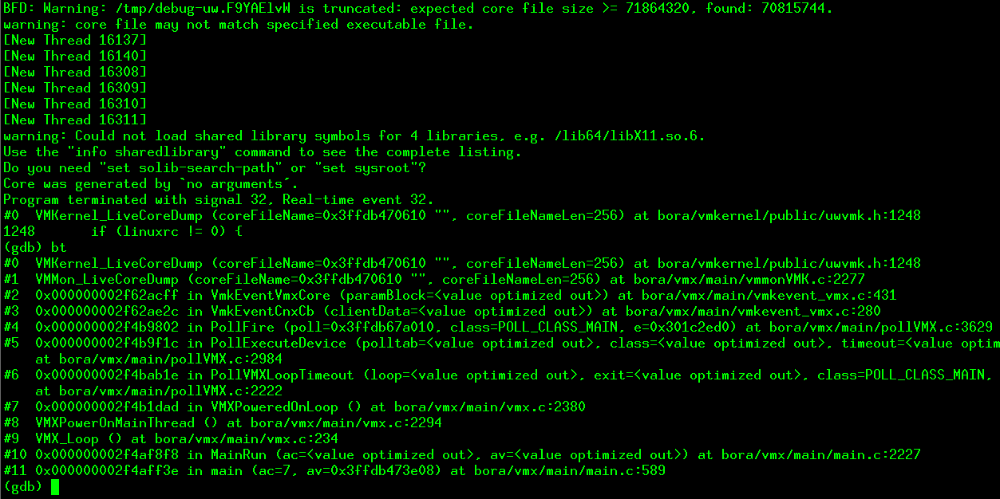 BFD: Warning: /tmp/debug-uw.F9YAElvW is truncated: expected core file size >= 71864320, found: 70815744.
warning: core file may not match specified executable file.
[New Thread 16137]
[New Thread 16140]
[New Thread 16308]
[New Thread 16309]
[New Thread 16310]
[New Thread 16311]
warning: Could not load shared library symbols for 4 libraries, e.g. /lib64/libX11.so.6.
Use the "info sharedlibrary" command to see the complete listing.
Do you need "set solib-search-path" or "set sysroot"?
Core was generated by `no arguments´.
Program terminated with signal 32, Real-time event 32.
#0  VMKernel_LiveCoreDump (coreFileName=0x3ffdb470610 "", coreFileNameLen=256) at bora/vmkernel/public/uwvmk.h:1248
1248       if (linuxrc != 0) {
(gdb) bt
#0  VMKernel_LiveCoreDump (coreFileName=0x3ffdb470610 "", coreFileNameLen=256) at bora/vmkernel/public/uwvmk.h:1248
#1  VMMon_LiveCoreDump (coreFileName=0x3ffdb470610 "", coreFileNameLen=256) at bora/vmx/main/vmmonVMK.c:2277
#2  0x000000002f62acff in VmkEventVmxCore (paramBlock=<value optimized out>) at bora/vmx/main/vmkevent_vmx.c:431
#3  0x000000002f62ae2c in VmkEventCnxCb (clientData=<value optimized out>) at bora/vmx/main/vmkevent_vmx.c:280
#4  0x000000002f4b9802 in PollFire (poll=0x3ffdb67a010, class=POLL_CLASS_MAIN, e=0x301c2ed0) at bora/vmx/main/pollVMX.c:3629
#5  0x000000002f4b9f1c in PollExecuteDevice (polltab=<value optimized out>, class=<value optimized out>, timeout=<value optim
    at bora/vmx/main/pollVMX.c:2984
#6  0x000000002f4bab1e in PollVMXLoopTimeout (loop=<value optimized out>, exit=<value optimized out>, class=POLL_CLASS_MAIN,
    at bora/vmx/main/pollVMX.c:2222
#7  0x000000002f4b1dad in VMXPoweredOnLoop () at bora/vmx/main/vmx.c:2380
#8  VMXPowerOnMainThread () at bora/vmx/main/vmx.c:2294
#9  VMX_Loop () at bora/vmx/main/vmx.c:234
#10 0x000000002f4af8f8 in MainRun (ac=<value optimized out>, av=<value optimized out>) at bora/vmx/main/main.c:2227
#11 0x000000002f4aff3e in main (ac=7, av=0x3ffdb473e08) at bora/vmx/main/main.c:589
(gdb)